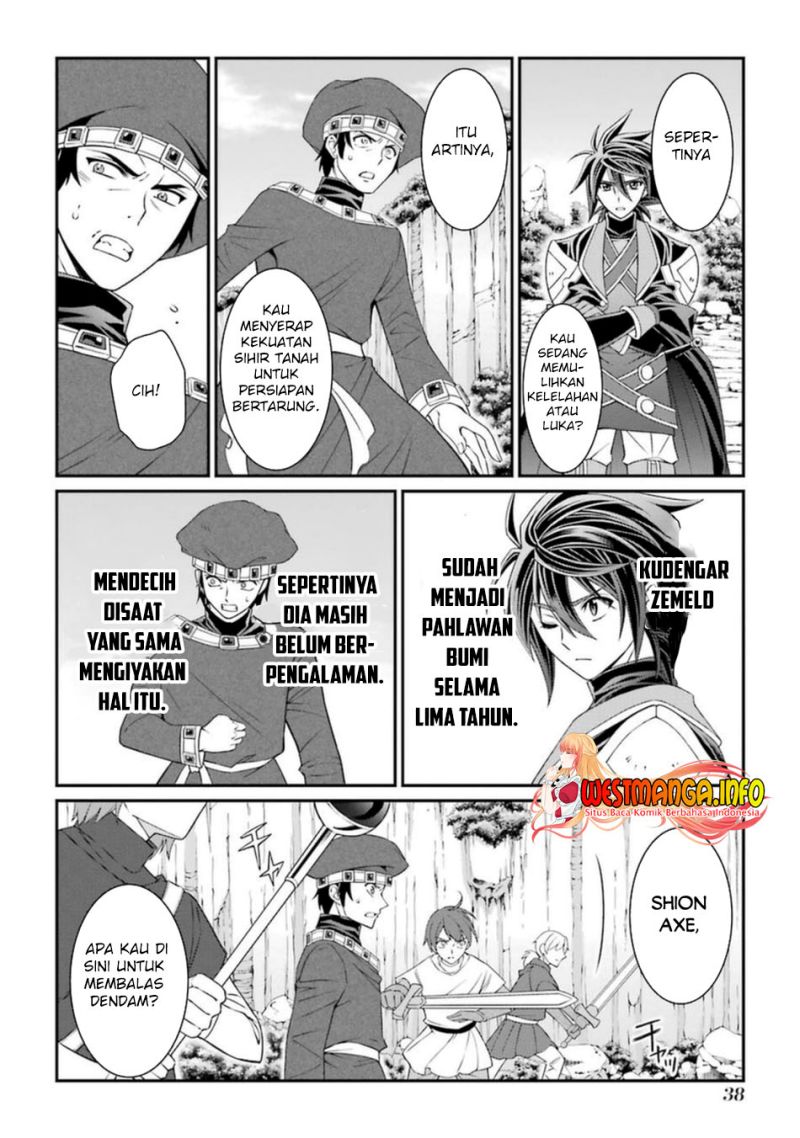 SEPER-
TINYA
KAU
SEDANG
MEMU-
LIHKAN
KELELAHAN
ATAU
LUKA?
ITU
ARTINYA,
KAU
MENYERAP
KEKUATAN
SIHIR TANAH
UNTUK
PERSIAPAN
BERTARUNG.
CIH!
KUDENGAR
ZEMELD
SUDAH
MENJADI
PAHLAWAN
BUMI
SELAMA
LIMA TAHUN.
SEPERTINYA
DIA MASIH
BELUM BER-
PENGALAMAN.
MENDECIH
DISAAT
YANG SAMA
MENGIYAKAN
HAL ITU.
WESTMANGA.INFO
Situs Baca Komik Berbahasa Indonesia
SHION
AXE,
APA KAU DI
SINI UNTUK
MEMBALAS
DENDAM?
チャッ
38